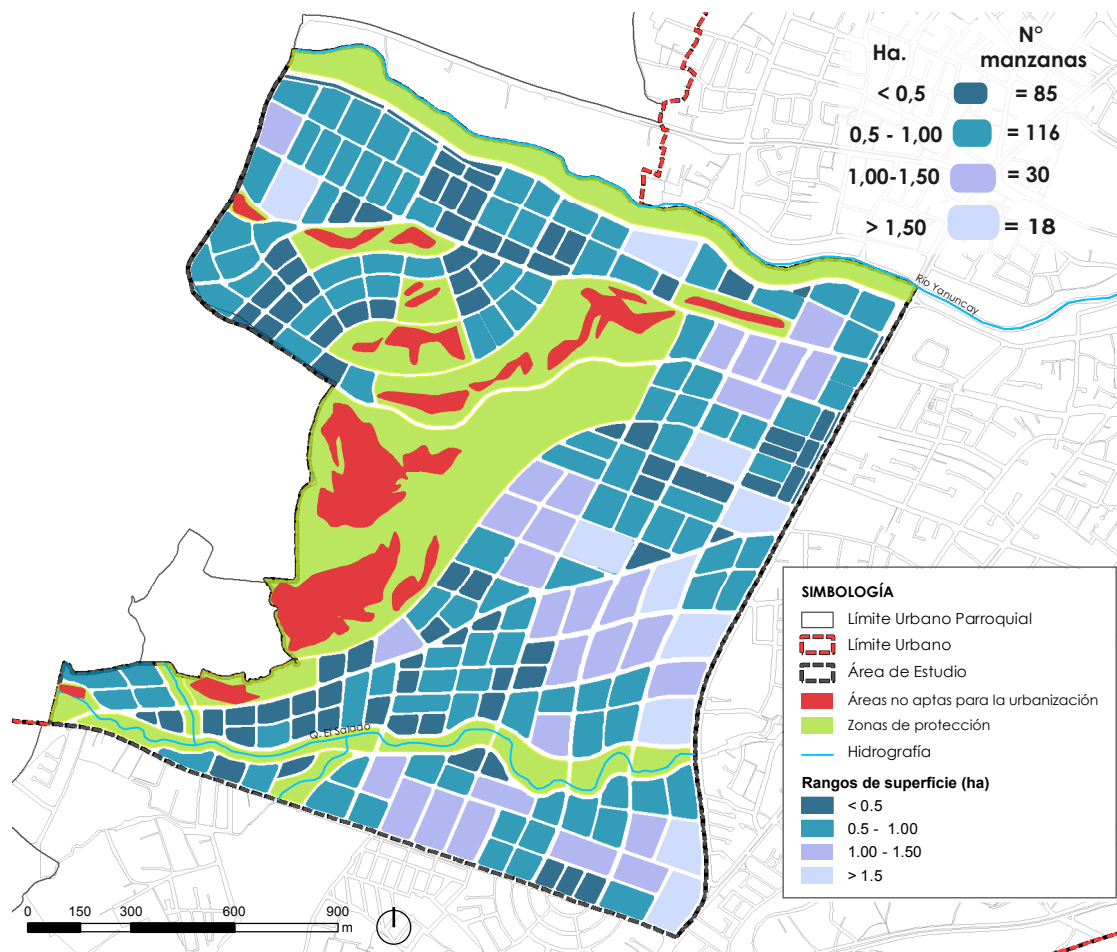 Ha.
N°
manzanas
< 0,5
= 85
0,5 - 1,00
= 116
1,00-1,50
= 30
> 1,50
= 18
Río Yanuncay
Q. El Salado
SIMBOLOGÍA
Límite Urbano Parroquial
Límite Urbano
Área de Estudio
Áreas no aptas para la urbanización
Zonas de protección
Hidrografía
Rangos de superficie (ha)
< 0.5
0.5 - 1.00
1.00 - 1.50
> 1.5
0 150 300 600 900
m